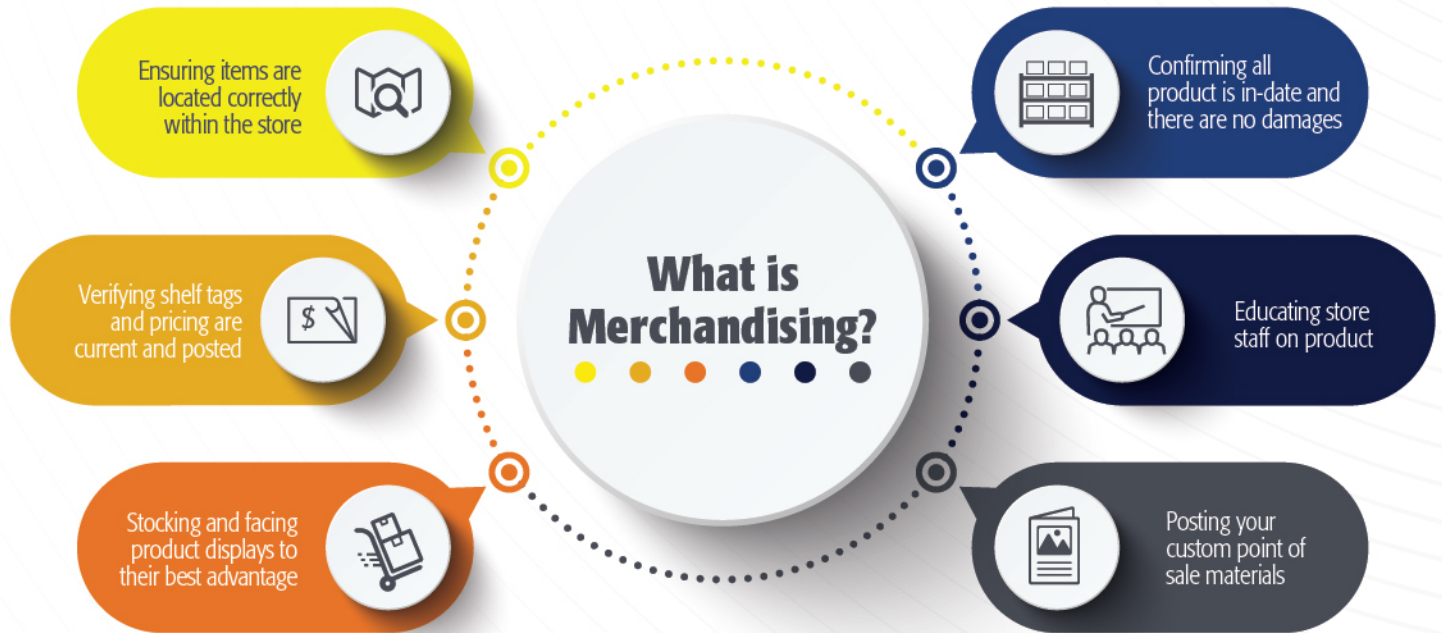 Ensuring items are
located correctly
within the store
Verifying shelf tags
and pricing are
current and posted
$
Stocking and facing
product displays to
their best advantage
What is
Merchandising?
Confirming all
product is in-date and
there are no damages
Educating store
staff on product
Posting your
custom point of
sale materials